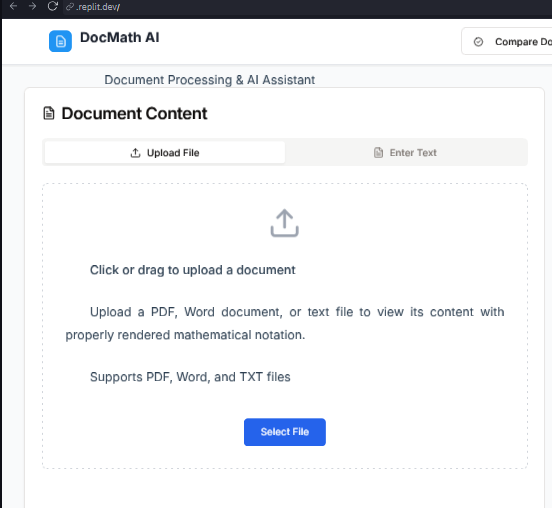 .replit.dev/
DocMath AI
Compare Do
Document Processing & AI Assistant
Document Content
Upload File
Enter Text
Click or drag to upload a document
Upload a PDF, Word document, or text file to view its content with
properly rendered mathematical notation.
Supports PDF, Word, and TXT files
Select File